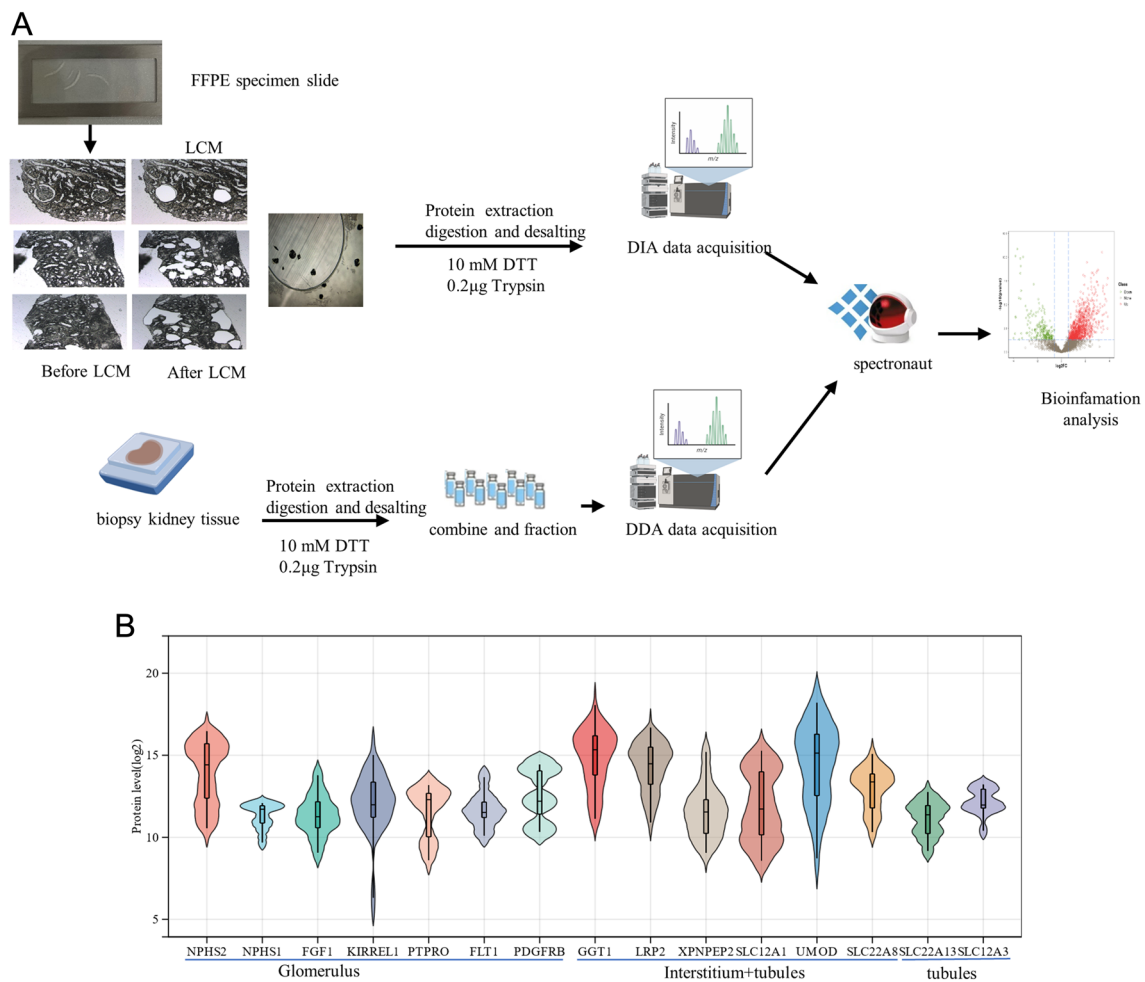 A
FFPE specimen slide
LCM
Before LCM
After LCM
Protein extraction
digestion and desalting
10 mM DTT
0.2μg Trypsin
Intensity
m/z
DIA data acquisition
spectronaut
log2FC
Bioinfamation
analysis
biopsy kidney tissue
Protein extraction
digestion and desalting
10 mM DTT
0.2μg Trypsin
combine and fraction
Intensity
m/z
DDA data acquisition
B
Protein level(log2)
20
15
10
5
NPHS2 NPHS1 FGF1 KIRREL1 PTPRO FLT1 PDGFRB GGT1 LRP2 XPNPEP2 SLC12A1 UMOD SLC22A8 SLC22A13 SLC12A3
Glomerulus Interstitium+tubules tubules